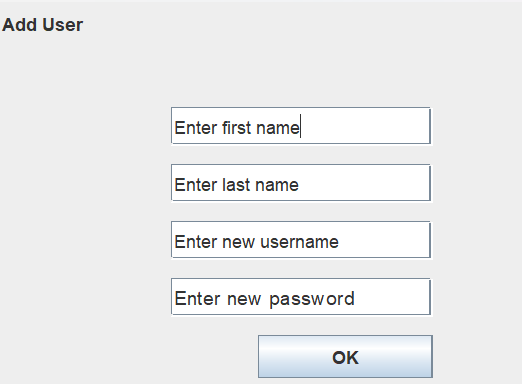 Add User
Enter first name
Enter last name
Enter new username
Enter new password
OK